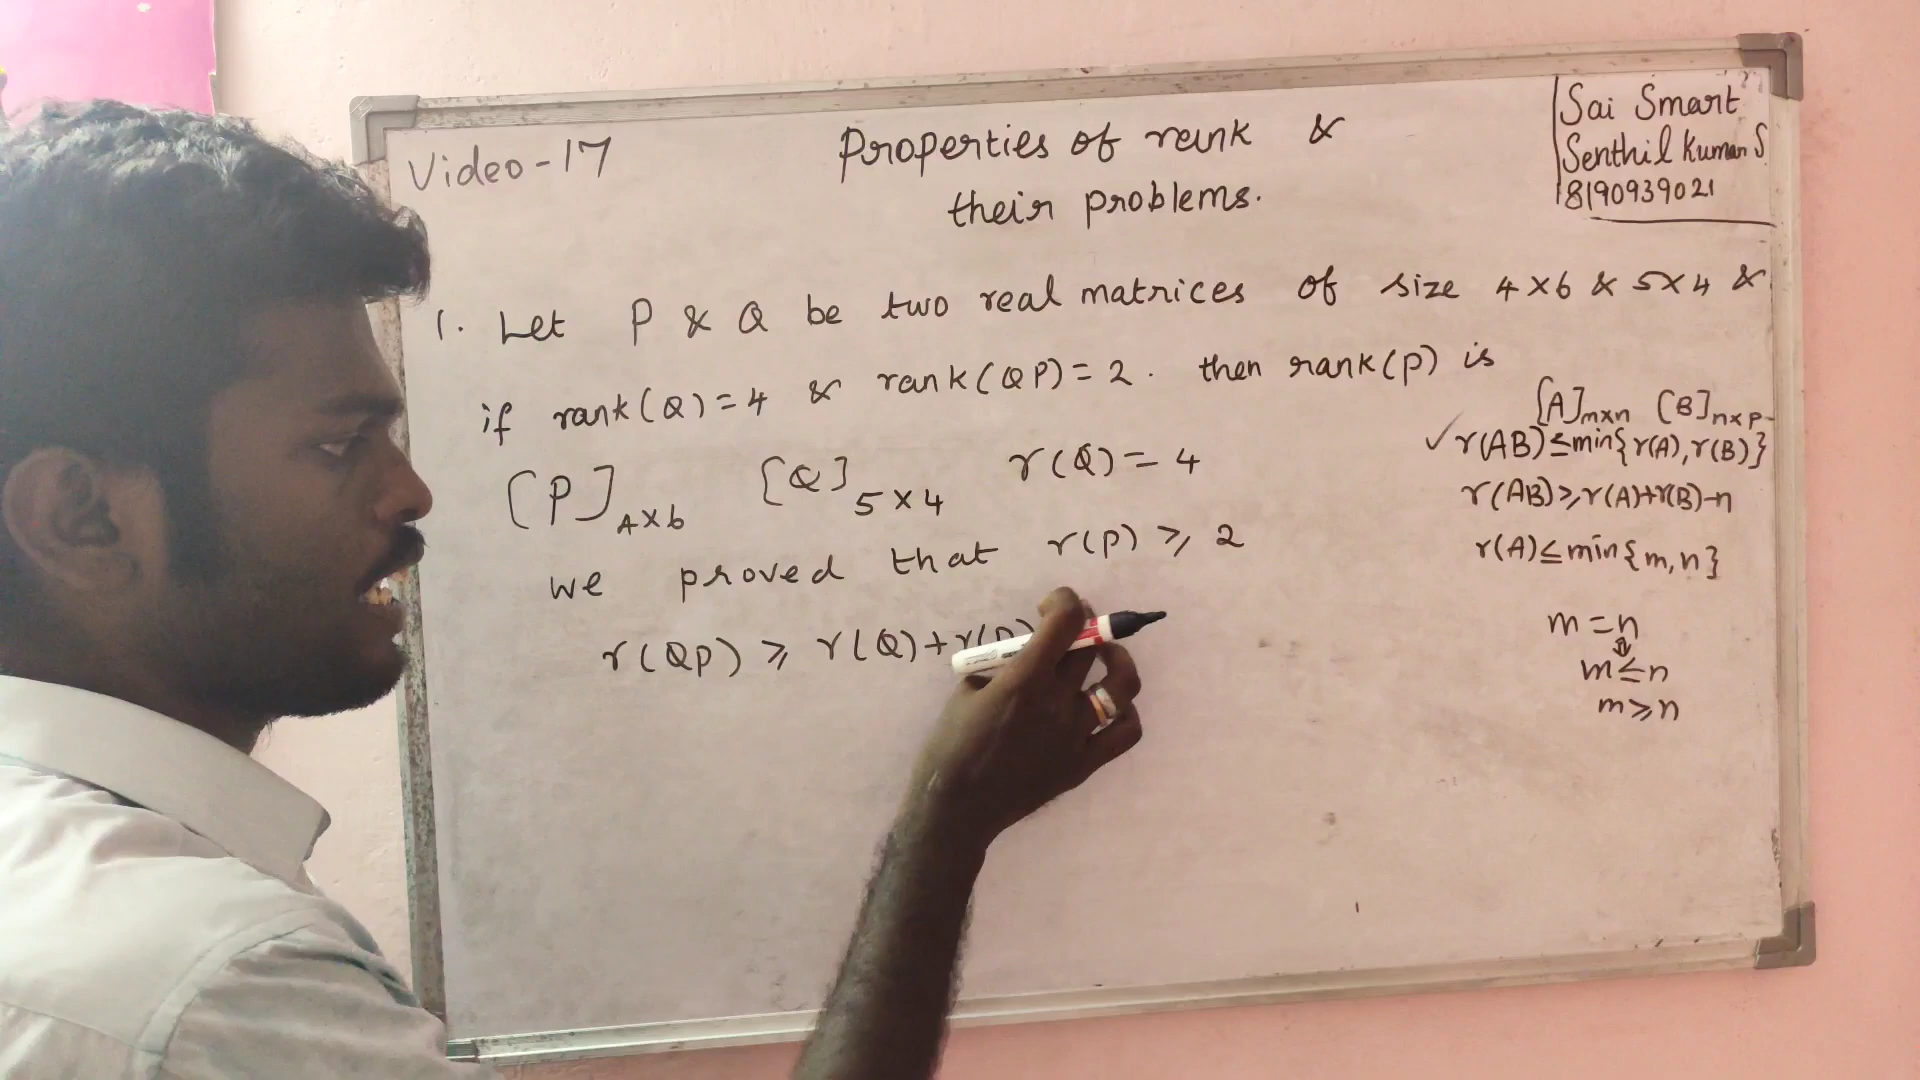 Video-17
Properties of rank &
their problems.
Sai Smart
Senthil Kumar S
8190939021
1. Let P & Q be two real matrices of size 4×6 & 5×4 &
if rank(Q)=4 & rank(QP)=2. then rank(P) is
[P]4×6 [Q]5×4 r(Q)=4
we proved that r(P) ⩾ 2
r(QP) ⩾ r(Q)+r(P)
[A]m×n [B]n×p
✓r(AB)≤min{r(A),r(B)}
r(AB)⩾r(A)+r(B)-n
r(A)≤min{m,n}
m=n
⇕
m≤n
m⩾n